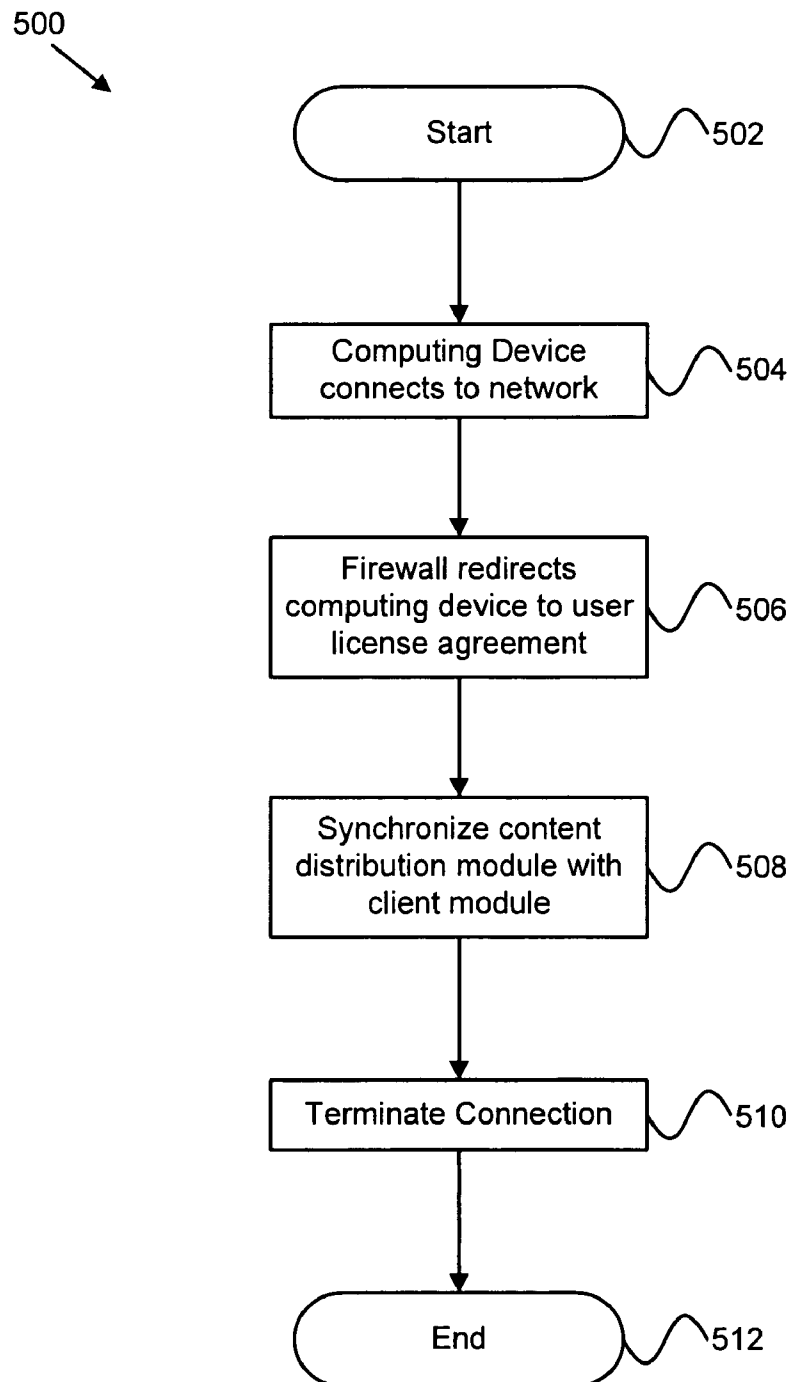 500
Start
502
Computing Device
connects to network
504
Firewall redirects
computing device to user
license agreement
506
Synchronize content
distribution module with
client module
508
Terminate Connection
510
End
512